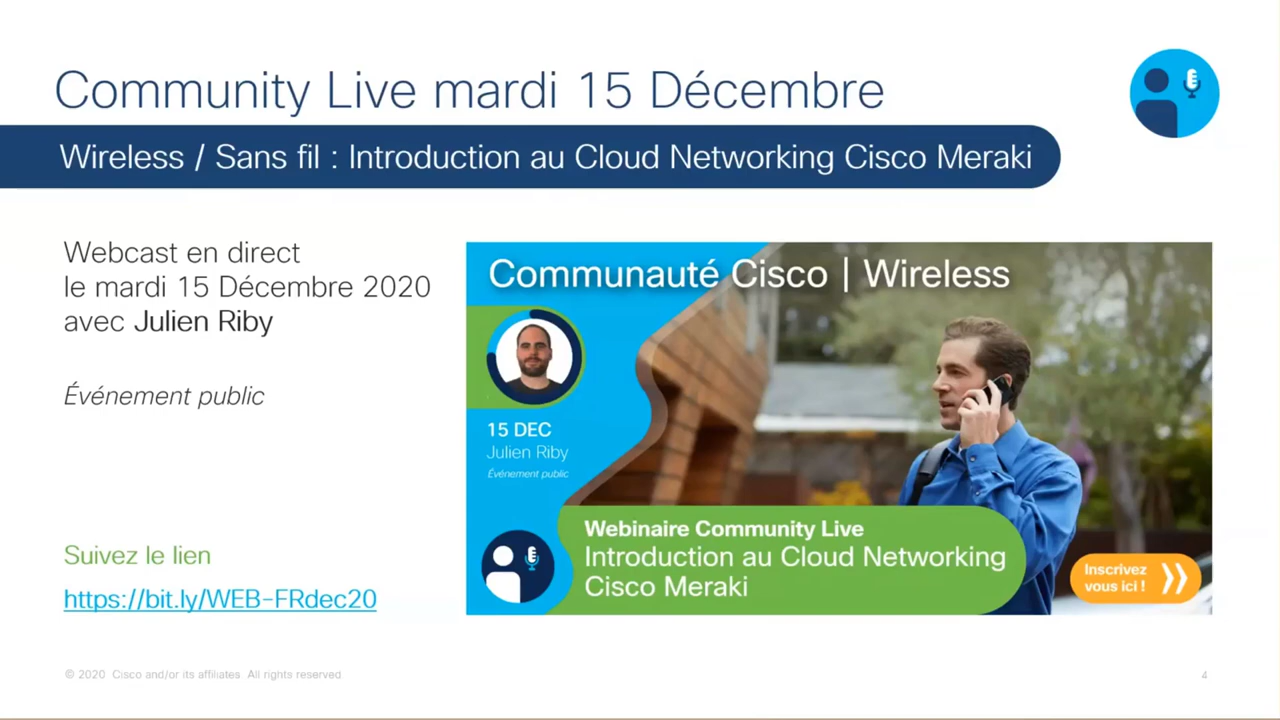 Community Live mardi 15 Décembre
Wireless / Sans fil : Introduction au Cloud Networking Cisco Meraki
Webcast en direct
le mardi 15 Décembre 2020
avec Julien Riby
Événement public
Suivez le lien
https://bit.ly/WEB-FRdec20
Communauté Cisco | Wireless
15 DEC
Julien Riby
Événement public
Webinaire Community Live
Introduction au Cloud Networking
Cisco Meraki
Inscrivez
vous ici !
© 2020 Cisco and/or its affiliates. All rights reserved.
4